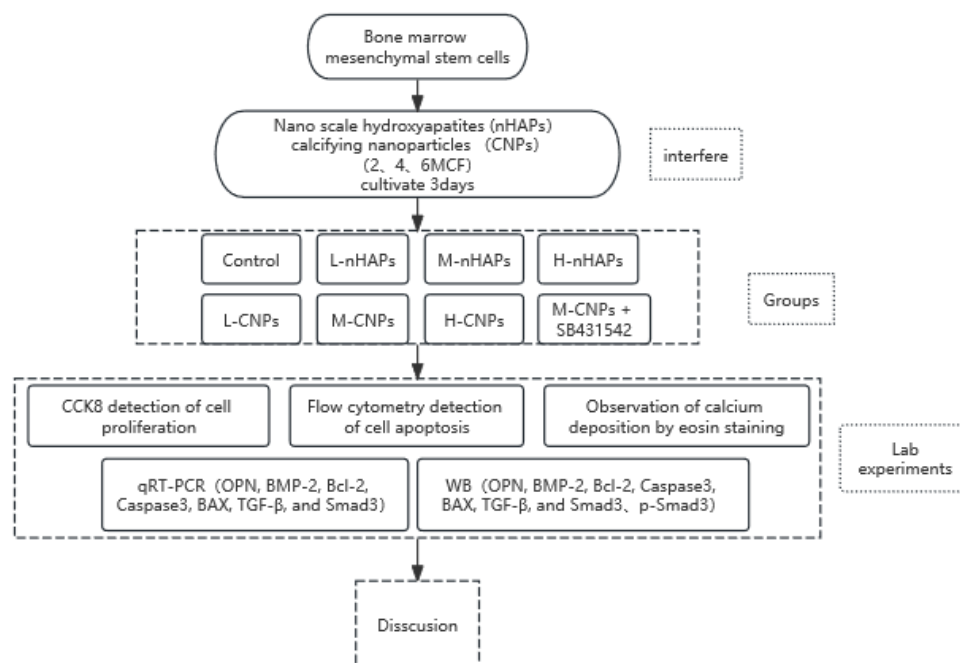 Bone marrow
mesenchymal stem cells
Nano scale hydroxyapatites (nHAPs)
calcifying nanoparticles （CNPs）
（2、4、6MCF）
cultivate 3days
interfere
Control
L-nHAPs
M-nHAPs
H-nHAPs
L-CNPs
M-CNPs
H-CNPs
M-CNPs +
SB431542
Groups
CCK8 detection of cell
proliferation
Flow cytometry detection
of cell apoptosis
Observation of calcium
deposition by eosin staining
qRT-PCR（OPN, BMP-2, Bcl-2,
Caspase3, BAX, TGF-β, and Smad3）
WB（OPN, BMP-2, Bcl-2, Caspase3,
BAX, TGF-β, and Smad3、p-Smad3）
Lab
experiments
Disscusion